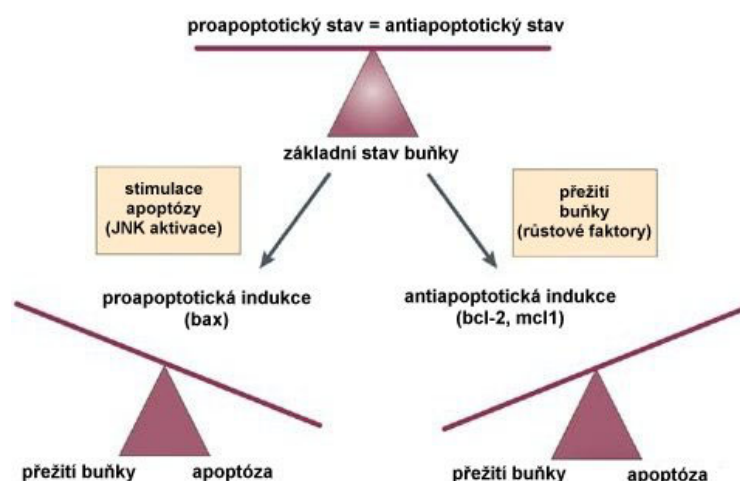 proapoptotický stav = antiapoptotický stav
základní stav buňky
stimulace
apoptózy
(JNK aktivace)
přežití
buňky
(růstové faktory)
proapoptotická indukce
(bax)
antiapoptotická indukce
(bcl-2, mcl1)
přežití buňky
apoptóza
přežití buňky
apoptóza